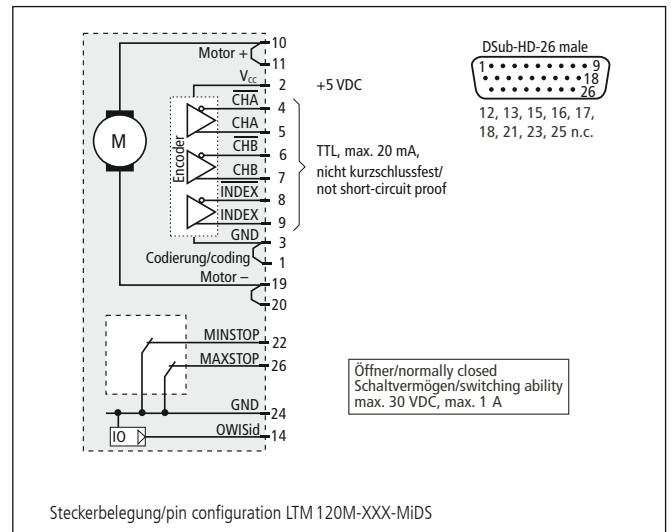 10
Motor +
11
V_CC
2
+5 VDC
CHA
4
CHA
5
CHB
6
CHB
7
INDEX
8
INDEX
9
GND
3
Codierung/coding
1
Motor –
19
20
M
Encoder
TTL, max. 20 mA,
nicht kurzschlussfest/
not short-circuit proof
DSub-HD-26 male
1 9
18
26
12, 13, 15, 16, 17,
18, 21, 23, 25 n.c.
MINSTOP
22
MAXSTOP
26
GND
24
OWISid
14
IO
Öffner/normally closed
Schaltvermögen/switching ability
max. 30 VDC, max. 1 A
Steckerbelegung/pin configuration LTM 120M-XXX-MiDS